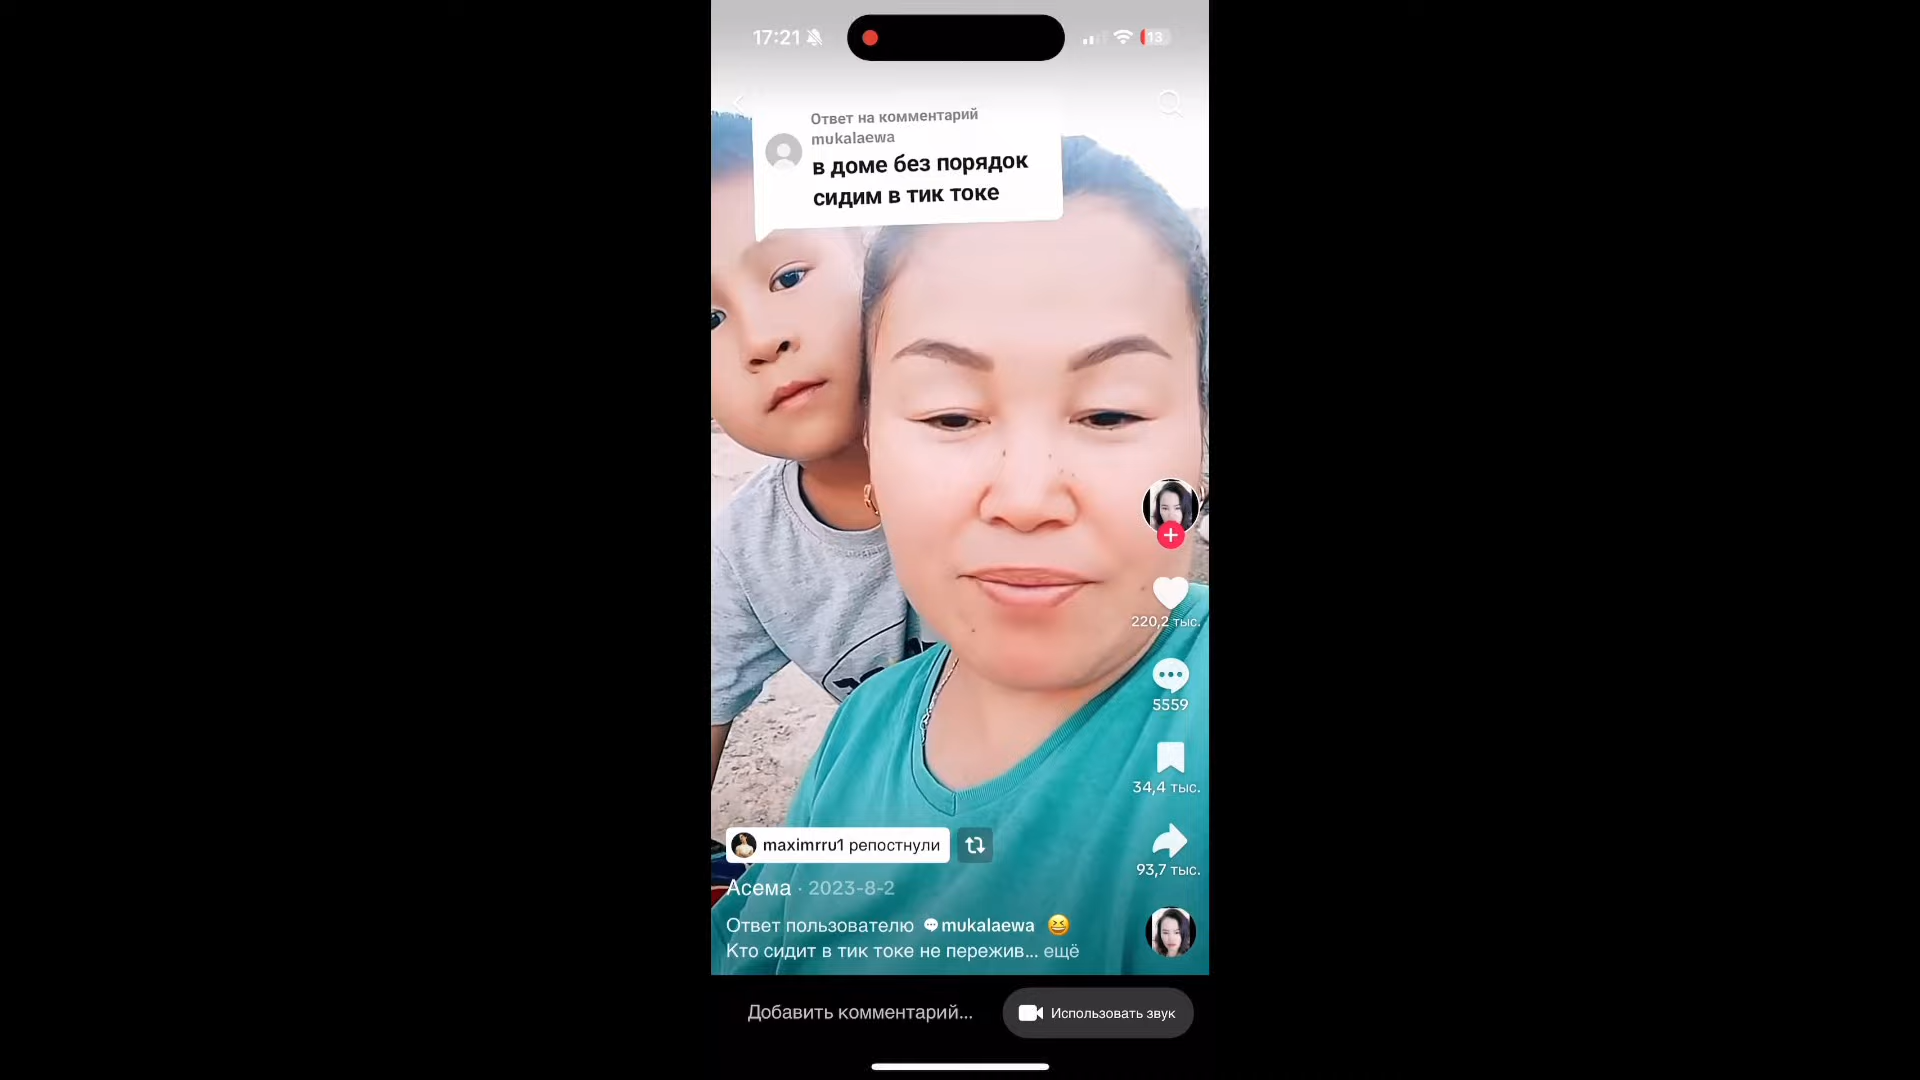 17:21
13
Ответ на комментарий
mukalaewa
в доме без порядок
сидим в тик токе
220,2 тыс.
5559
34,4 тыс.
93,7 тыс.
maximrru1 репостнули
Асема · 2023-8-2
Ответ пользователю mukalaewa 😆
Кто сидит в тик токе не пережив... ещё
Добавить комментарий...
Использовать звук